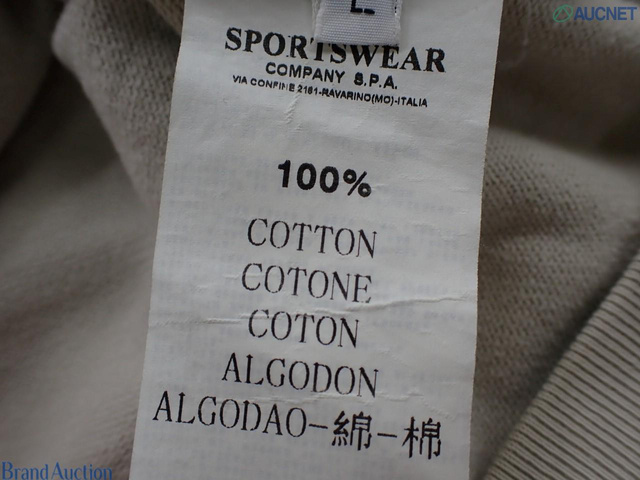 L
AUCNET
SPORTSWEAR
COMPANY S.P.A.
VIA CONFINE 2161-RAVARINO(MO)-ITALIA
100%
COTTON
COTONE
COTON
ALGODON
ALGODAO-綿-棉
Brand Auction